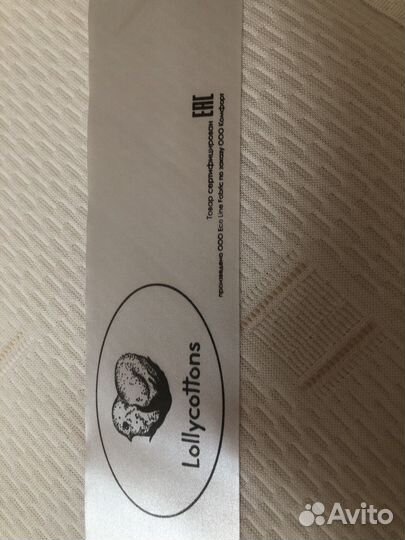 Lollycottons
EAC
Товар сертифицирован
произведено ООО Eco Line Fabric по заказу ООО Комфорт
Avito